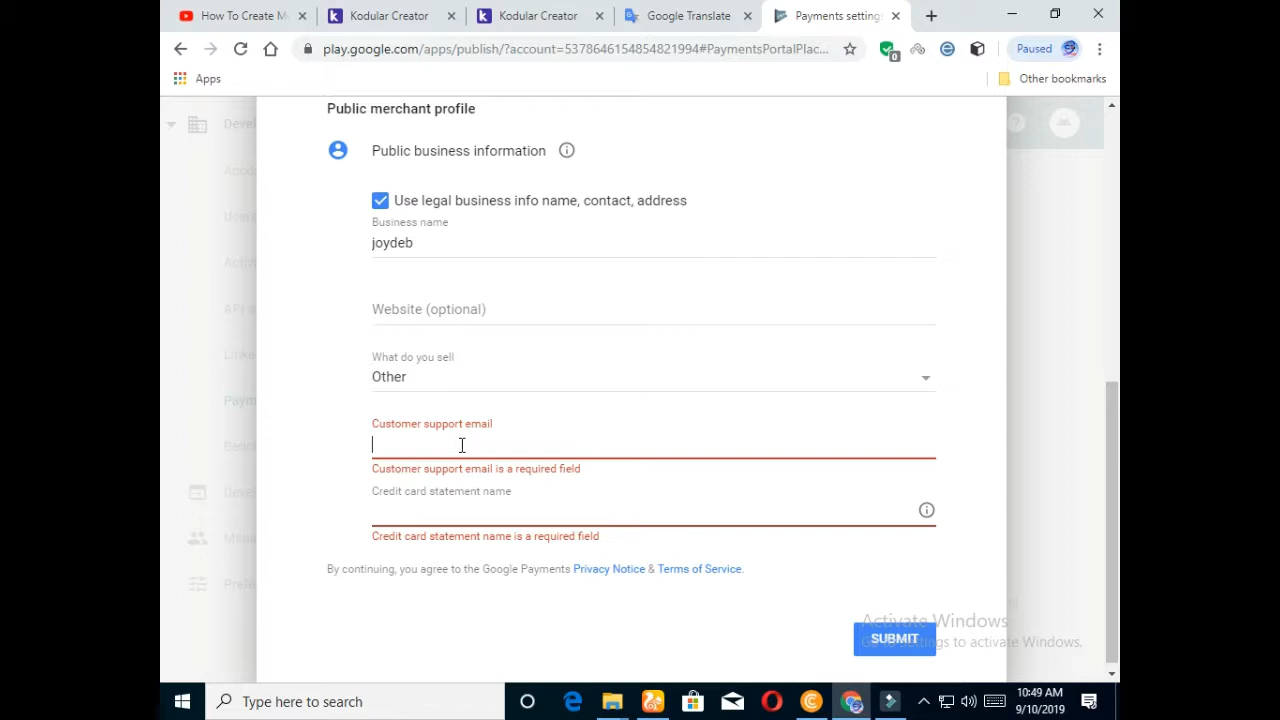 How To Create M
Kodular Creator
Kodular Creator
Google Translate
Payments setting
play.google.com/apps/publish/?account=5378646154854821994#PaymentsPortalPlac...
0
Paused
Apps
Other bookmarks
Public merchant profile
Public business information
Use legal business info name, contact, address
Business name
joydeb
Website (optional)
What do you sell
Other
Customer support email
Customer support email is a required field
Credit card statement name
Credit card statement name is a required field
By continuing, you agree to the Google Payments Privacy Notice & Terms of Service.
SUBMIT
Activate Windows
Go to Settings to activate Windows.
Type here to search
10:49 AM
9/10/2019